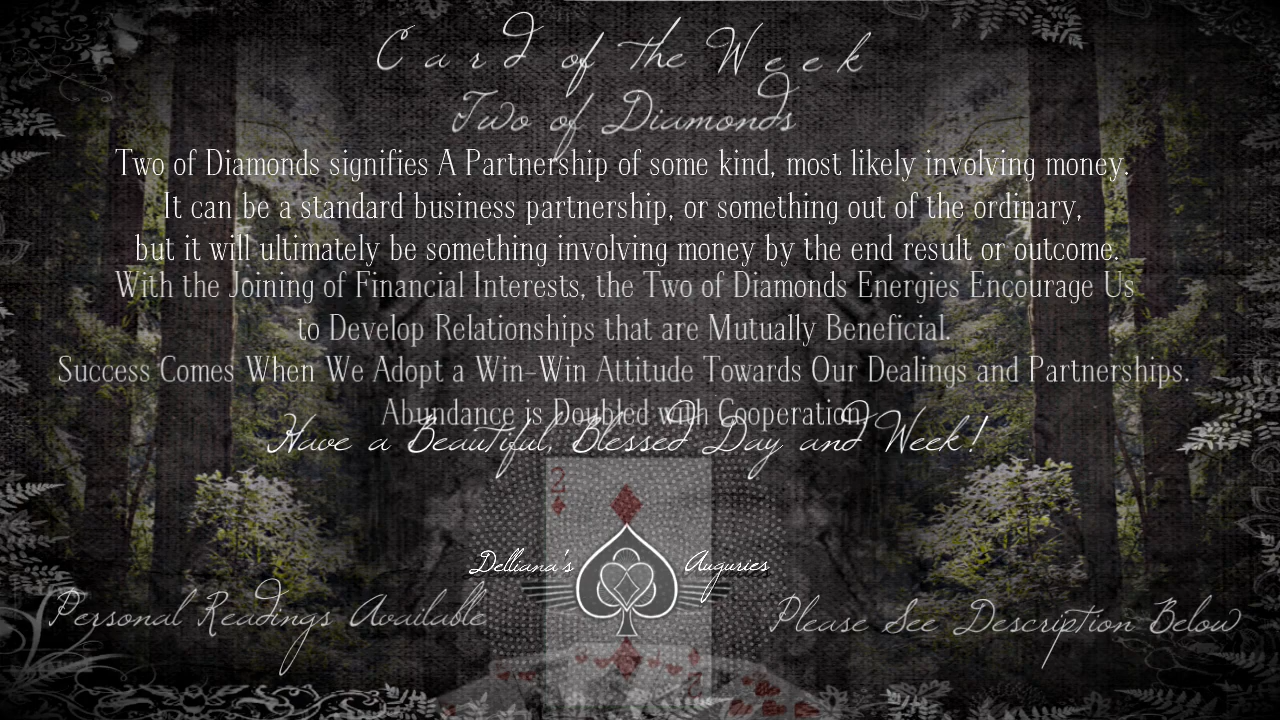 Card of the Week
Two of Diamonds
Two of Diamonds signifies A Partnership of some kind, most likely involving money.
It can be a standard business partnership, or something out of the ordinary,
but it will ultimately be something involving money by the end result or outcome.
With the Joining of Financial Interests, the Two of Diamonds Energies Encourage Us
to Develop Relationships that are Mutually Beneficial.
Success Comes When We Adopt a Win-Win Attitude Towards Our Dealings and Partnerships.
Abundance is Doubled with Cooperation
Have a Beautiful, Blessed Day and Week!
2
Delliana's Auguries
Personal Readings Available
Please See Description Below
2